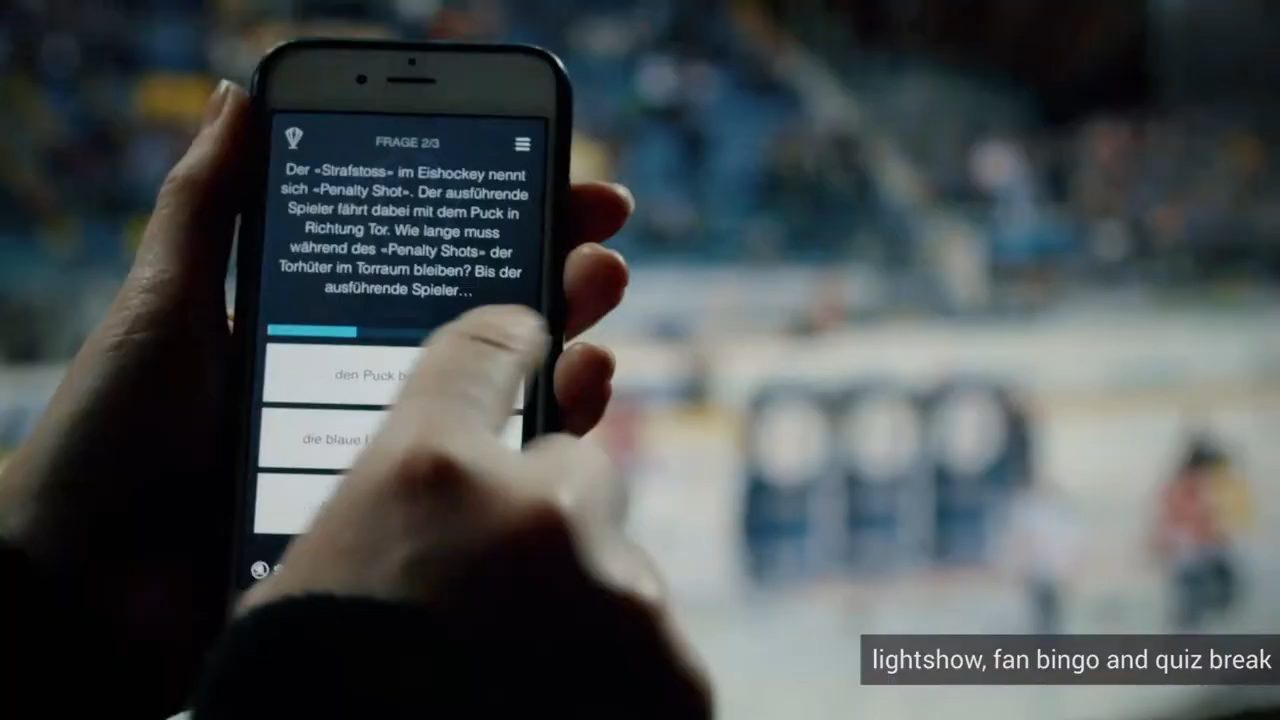 FRAGE 2/3
Der «Strafstoss» im Eishockey nennt
sich «Penalty Shot». Der ausführende
Spieler fährt dabei mit dem Puck in
Richtung Tor. Wie lange muss
während des «Penalty Shots» der
Torhüter im Torraum bleiben? Bis der
ausführende Spieler...
den Puck
die blaue
lightshow, fan bingo and quiz break